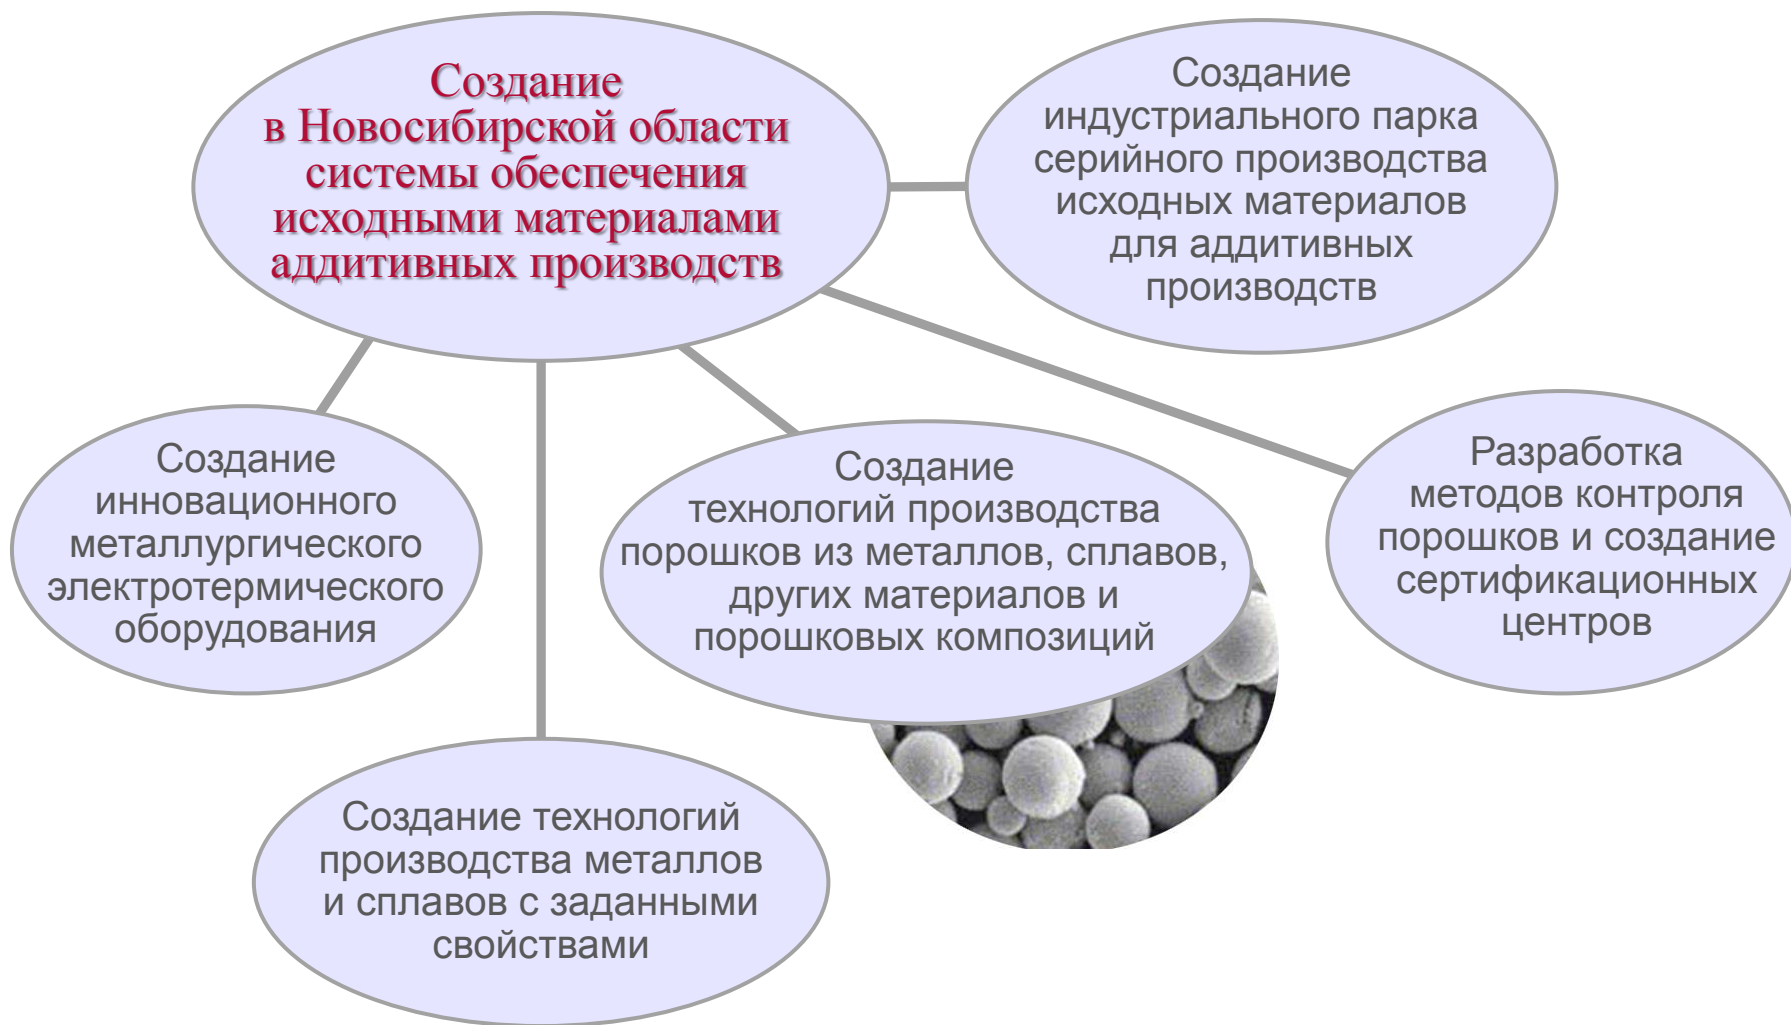 Создание
в Новосибирской области
системы обеспечения
исходными материалами
аддитивных производств
Создание
индустриального парка
серийного производства
исходных материалов
для аддитивных
производств
Создание
инновационного
металлургического
электротермического
оборудования
Создание
технологий производства
порошков из металлов, сплавов,
других материалов и
порошковых композиций
Разработка
методов контроля
порошков и создание
сертификационных
центров
Создание технологий
производства металлов
и сплавов с заданными
свойствами